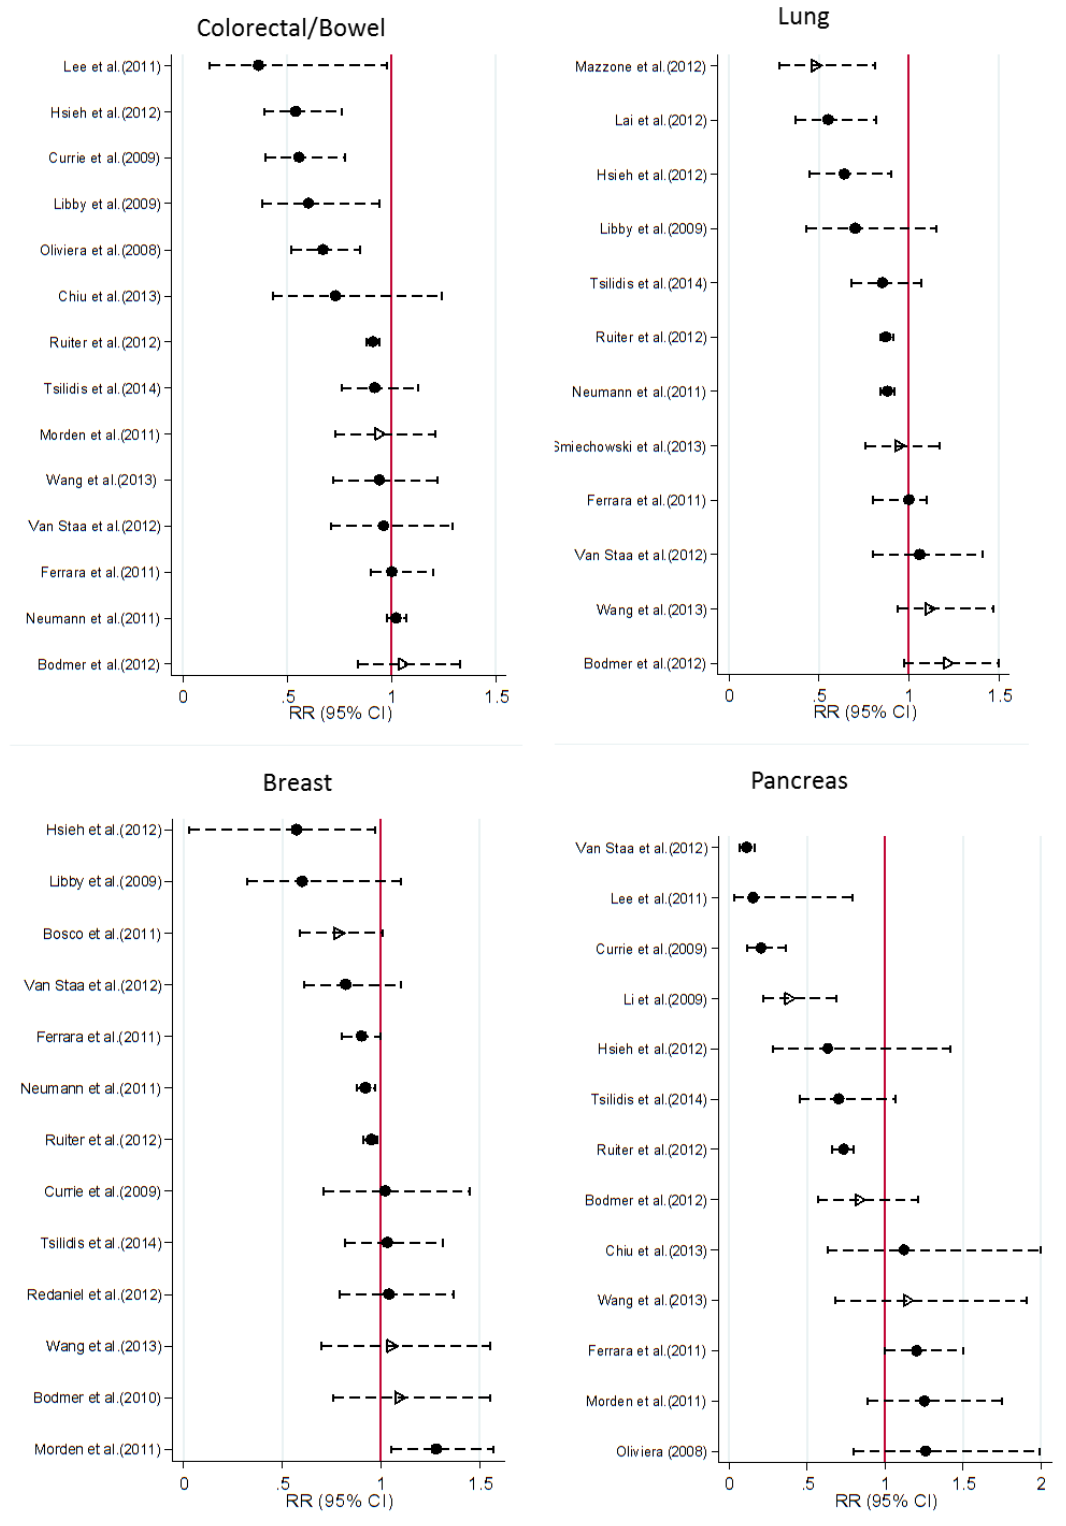 Colorectal/Bowel
Lee et al.(2011)
Hsieh et al.(2012)
Currie et al.(2009)
Libby et al.(2009)
Oliviera et al.(2008)
Chiu et al.(2013)
Ruiter et al.(2012)
Tsilidis et al.(2014)
Morden et al.(2011)
Wang et al.(2013)
Van Staa et al.(2012)
Ferrara et al.(2011)
Neumann et al.(2011)
Bodmer et al.(2012)
0 .5 1 1.5
RR (95% CI)
Lung
Mazzone et al.(2012)
Lai et al.(2012)
Hsieh et al.(2012)
Libby et al.(2009)
Tsilidis et al.(2014)
Ruiter et al.(2012)
Neumann et al.(2011)
Smiechowski et al.(2013)
Ferrara et al.(2011)
Van Staa et al.(2012)
Wang et al.(2013)
Bodmer et al.(2012)
0 .5 1 1.5
RR (95% CI)
Breast
Hsieh et al.(2012)
Libby et al.(2009)
Bosco et al.(2011)
Van Staa et al.(2012)
Ferrara et al.(2011)
Neumann et al.(2011)
Ruiter et al.(2012)
Currie et al.(2009)
Tsilidis et al.(2014)
Redaniel et al.(2012)
Wang et al.(2013)
Bodmer et al.(2010)
Morden et al.(2011)
0 .5 1 1.5
RR (95% CI)
Pancreas
Van Staa et al.(2012)
Lee et al.(2011)
Currie et al.(2009)
Li et al.(2009)
Hsieh et al.(2012)
Tsilidis et al.(2014)
Ruiter et al.(2012)
Bodmer et al.(2012)
Chiu et al.(2013)
Wang et al.(2013)
Ferrara et al.(2011)
Morden et al.(2011)
Oliviera (2008)
0 .5 1 1.5 2
RR (95% CI)